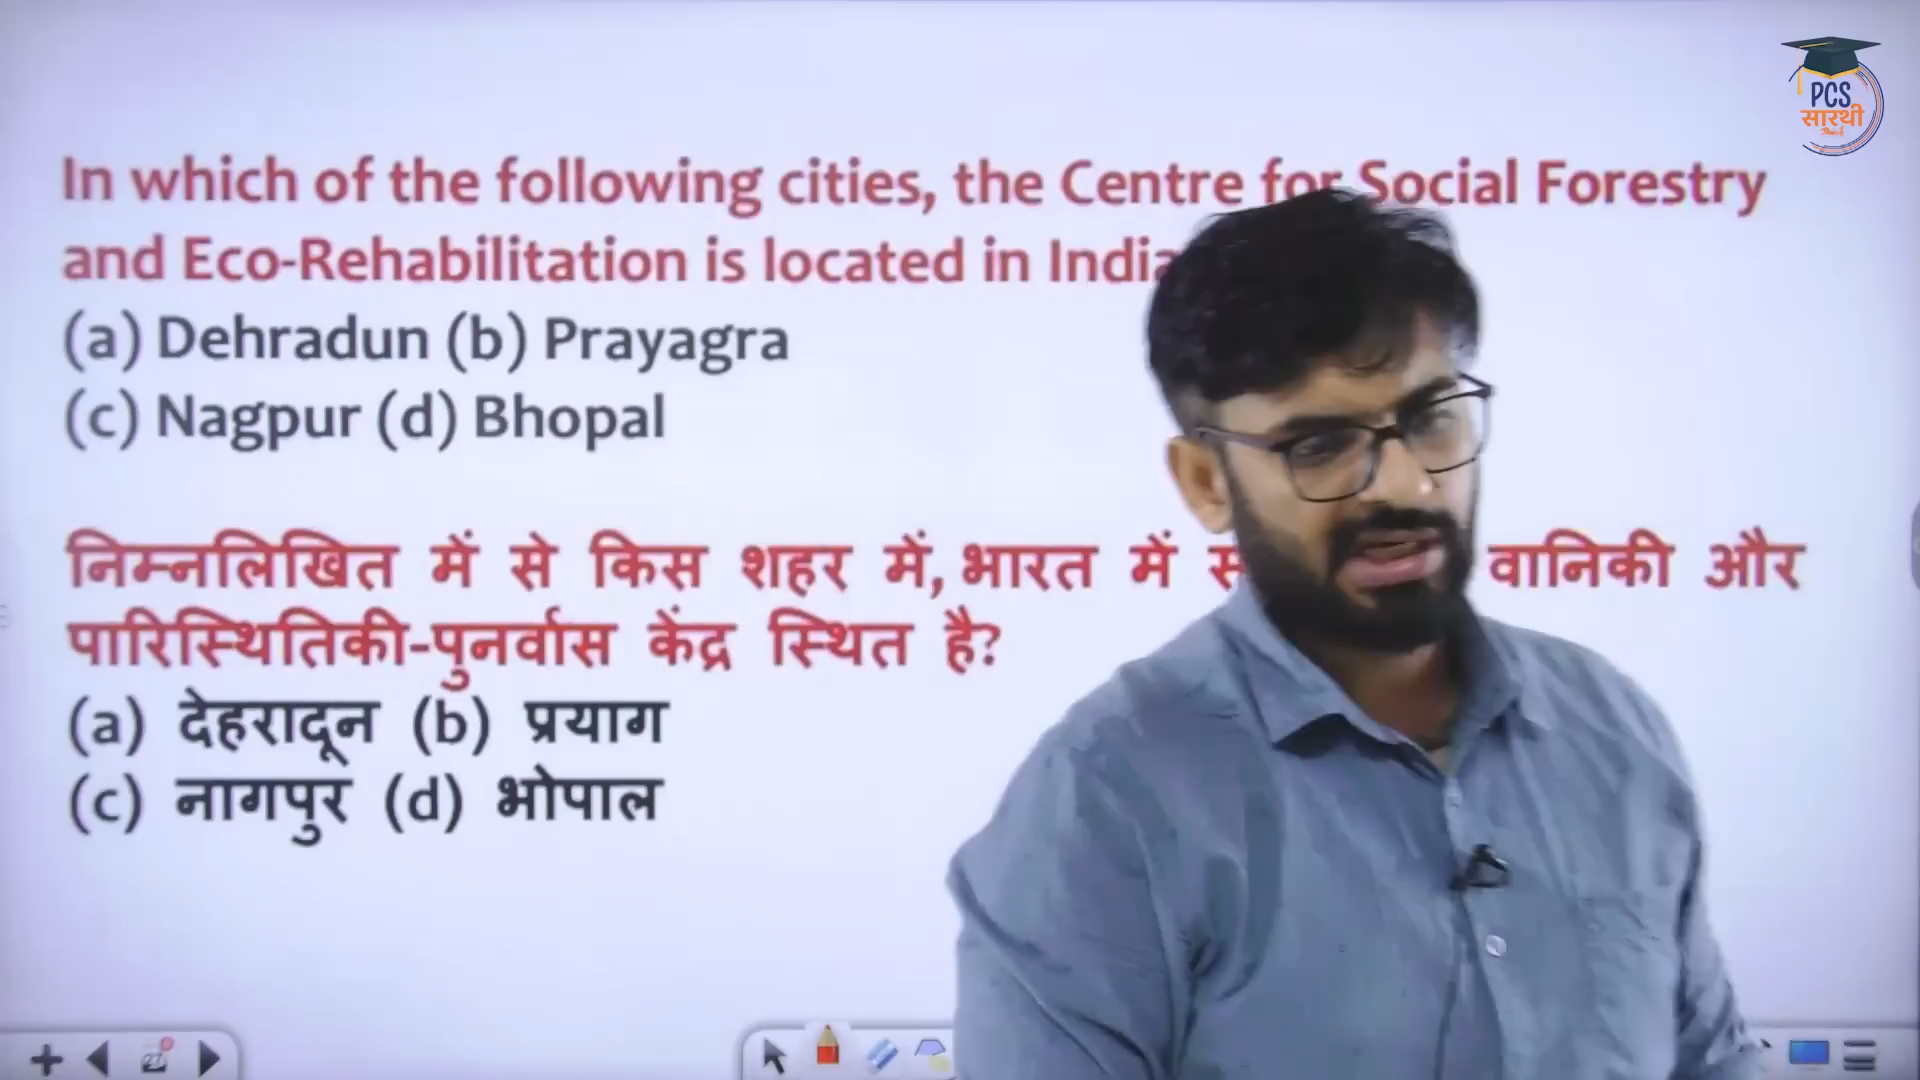 PCS
सारथी
In which of the following cities, the Centre for Social Forestry
and Eco-Rehabilitation is located in India
(a) Dehradun (b) Prayagra
(c) Nagpur (d) Bhopal
निम्नलिखित में से किस शहर में, भारत में वानिकी और
पारिस्थितिकी-पुनर्वास केंद्र स्थित है?
(a) देहरादून (b) प्रयाग
(c) नागपुर (d) भोपाल
27